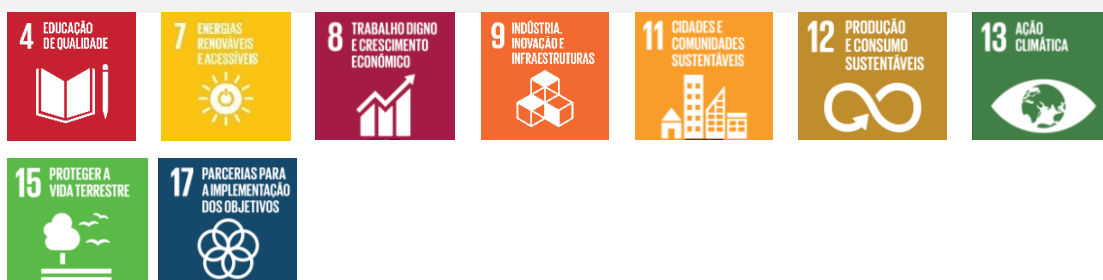 4 EDUCAÇÃO
DE QUALIDADE
7 ENERGIAS
RENOVÁVEIS
E ACESSÍVEIS
8 TRABALHO DIGNO
E CRESCIMENTO
ECONÓMICO
9 INDÚSTRIA,
INOVAÇÃO E
INFRAESTRUTURAS
11 CIDADES E
COMUNIDADES
SUSTENTÁVEIS
12 PRODUÇÃO
E CONSUMO
SUSTENTÁVEIS
13 AÇÃO
CLIMÁTICA
15 PROTEGER A
VIDA TERRESTRE
17 PARCERIAS PARA
A IMPLEMENTAÇÃO
DOS OBJETIVOS